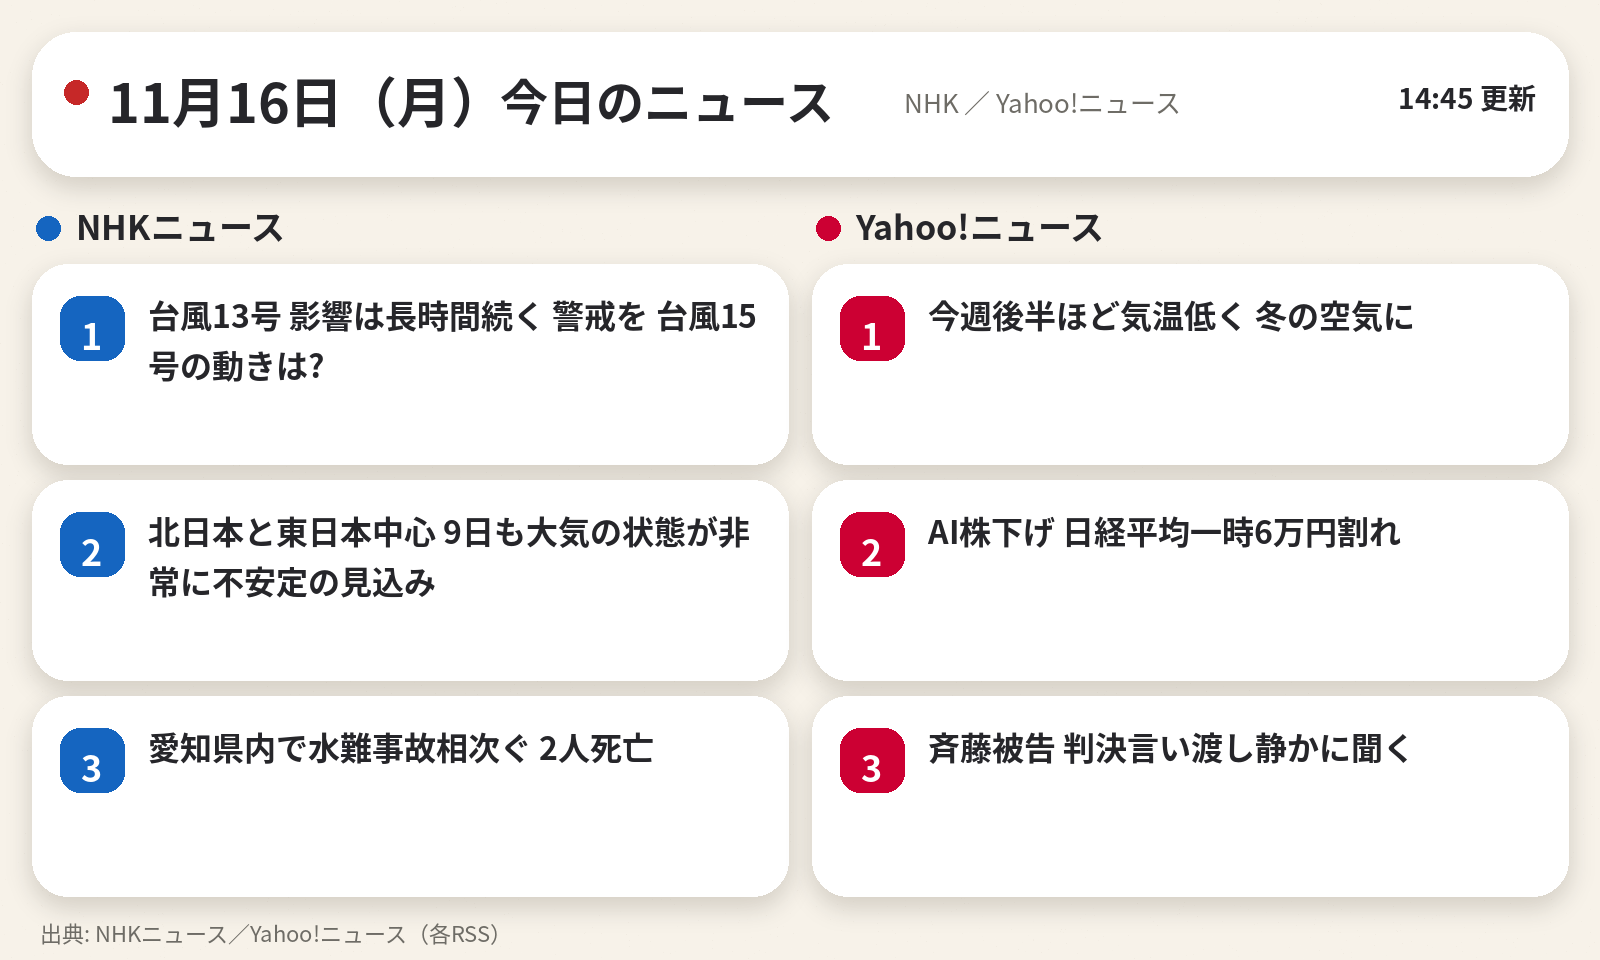 11月16日（月）今日のニュース
NHK ／ Yahoo!ニュース
14:45 更新
NHKニュース
1
台風13号 影響は長時間続く 警戒を 台風15
号の動きは?
2
北日本と東日本中心 9日も大気の状態が非
常に不安定の見込み
3
愛知県内で水難事故相次ぐ 2人死亡
Yahoo!ニュース
1
今週後半ほど気温低く 冬の空気に
2
AI株下げ 日経平均一時6万円割れ
3
斉藤被告 判決言い渡し静かに聞く
出典: NHKニュース／Yahoo!ニュース（各RSS）